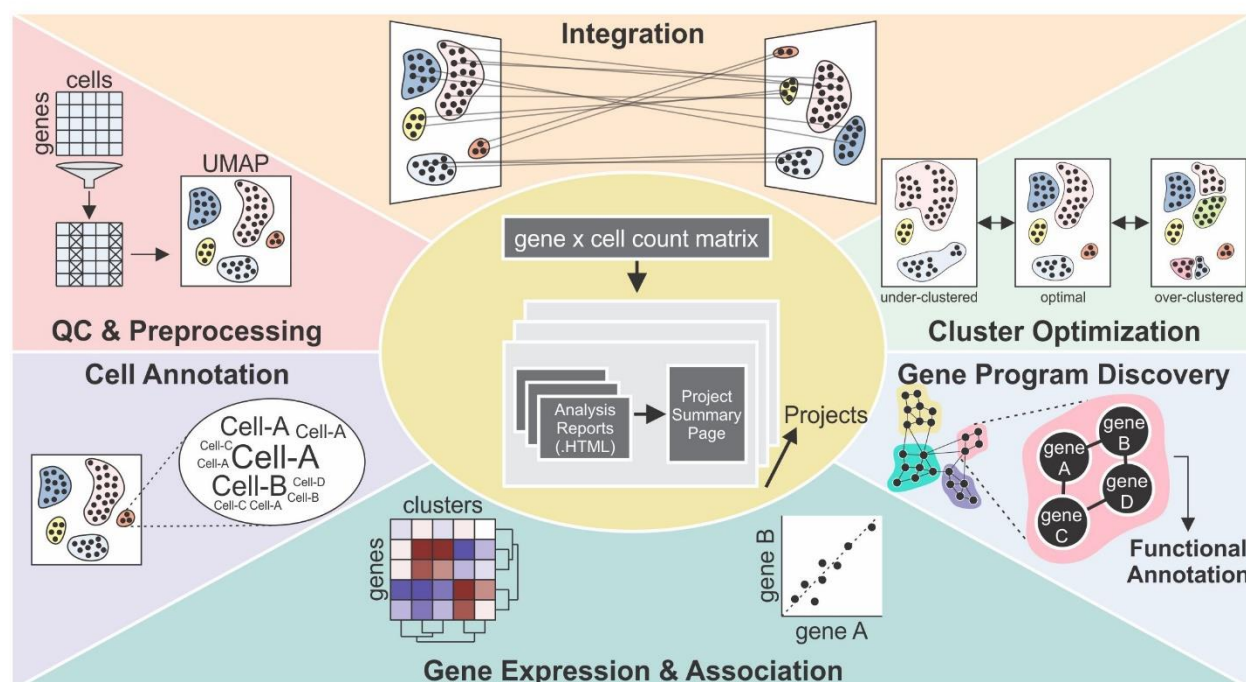 Integration
cells
genes
UMAP
QC & Preprocessing
under-clustered
optimal
over-clustered
Cluster Optimization
gene x cell count matrix
Analysis
Reports
(.HTML)
Project
Summary
Page
Projects
Cell Annotation
Cell-A Cell-A
Cell-C
Cell-A Cell-A
Cell-B Cell-D
Cell-B
Cell-C Cell-A
Gene Program Discovery
gene
B
gene
A
gene
D
gene
C
Functional
Annotation
clusters
genes
gene B
gene A
Gene Expression & Association